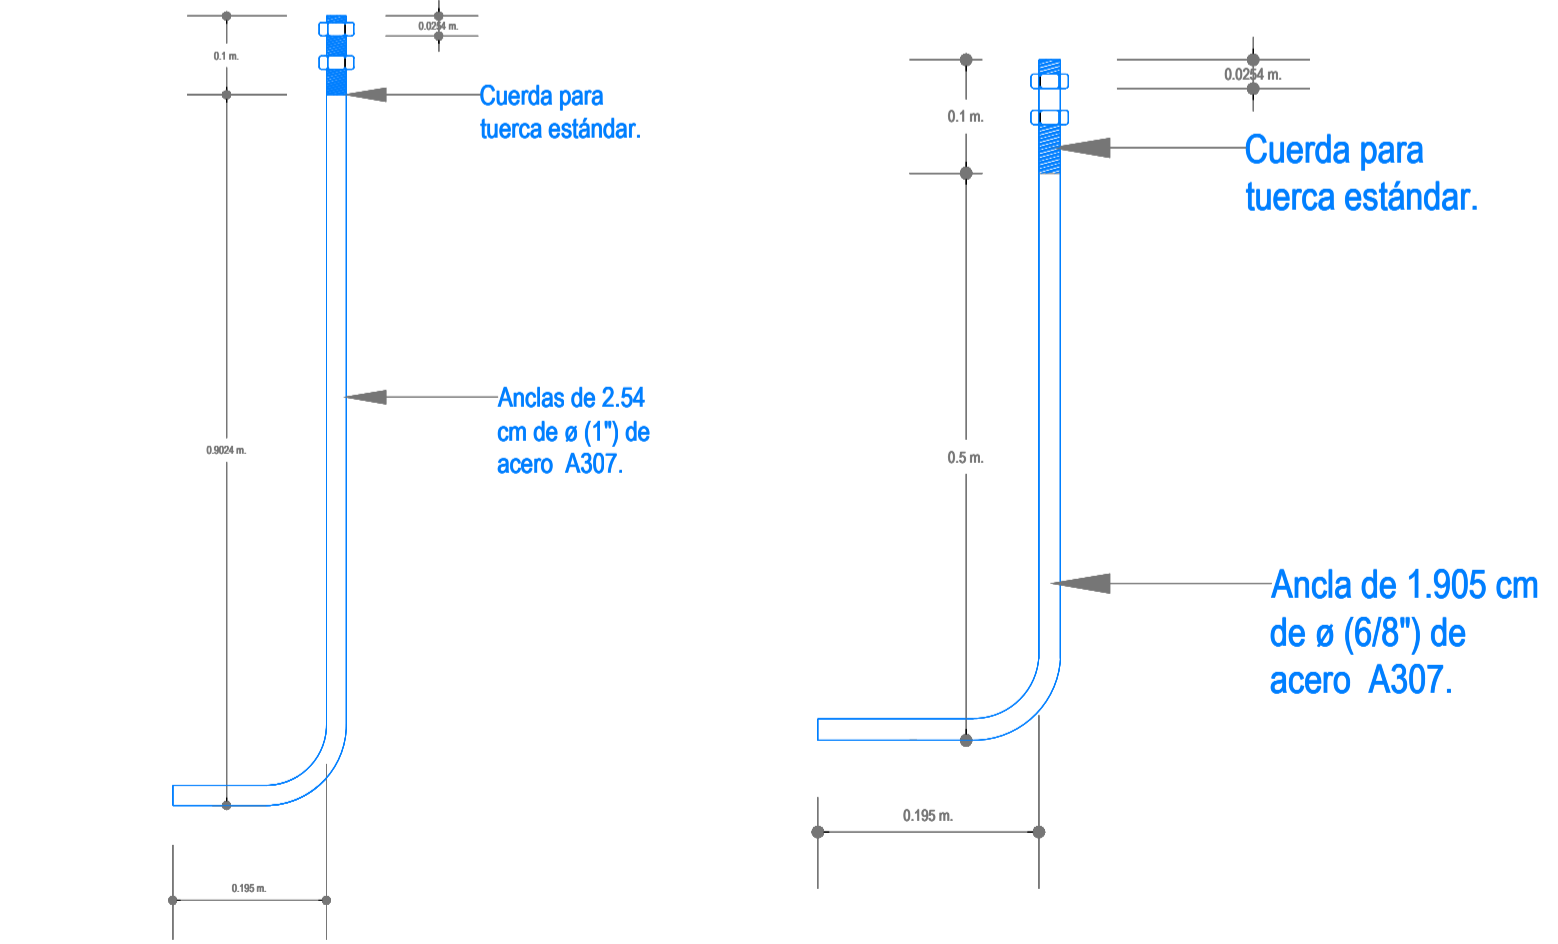 0.0254 m.
0.1 m.
Cuerda para
tuerca estándar.
Anclas de 2.54
cm de ø (1") de
acero A307.
0.9024 m.
0.195 m.
0.0254 m.
0.1 m.
Cuerda para
tuerca estándar.
0.5 m.
Ancla de 1.905 cm
de ø (6/8") de
acero A307.
0.195 m.